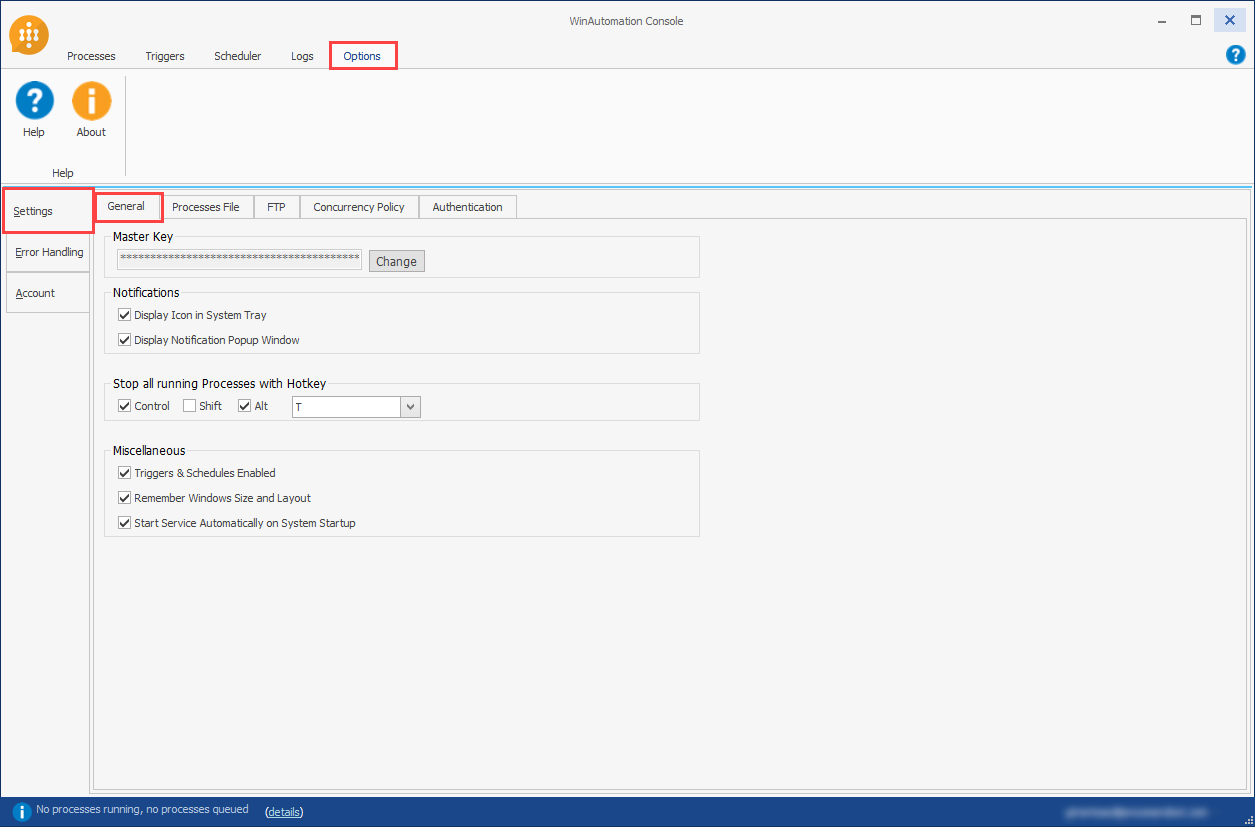 WinAutomation Console
Processes Triggers Scheduler Logs Options
?
? i
Help About
Help
Settings
Error Handling
Account
General Processes File FTP Concurrency Policy Authentication
Master Key
**************************************** Change
Notifications
Display Icon in System Tray
Display Notification Popup Window
Stop all running Processes with Hotkey
Control Shift Alt T
Miscellaneous
Triggers & Schedules Enabled
Remember Windows Size and Layout
Start Service Automatically on System Startup
i No processes running, no processes queued (details)